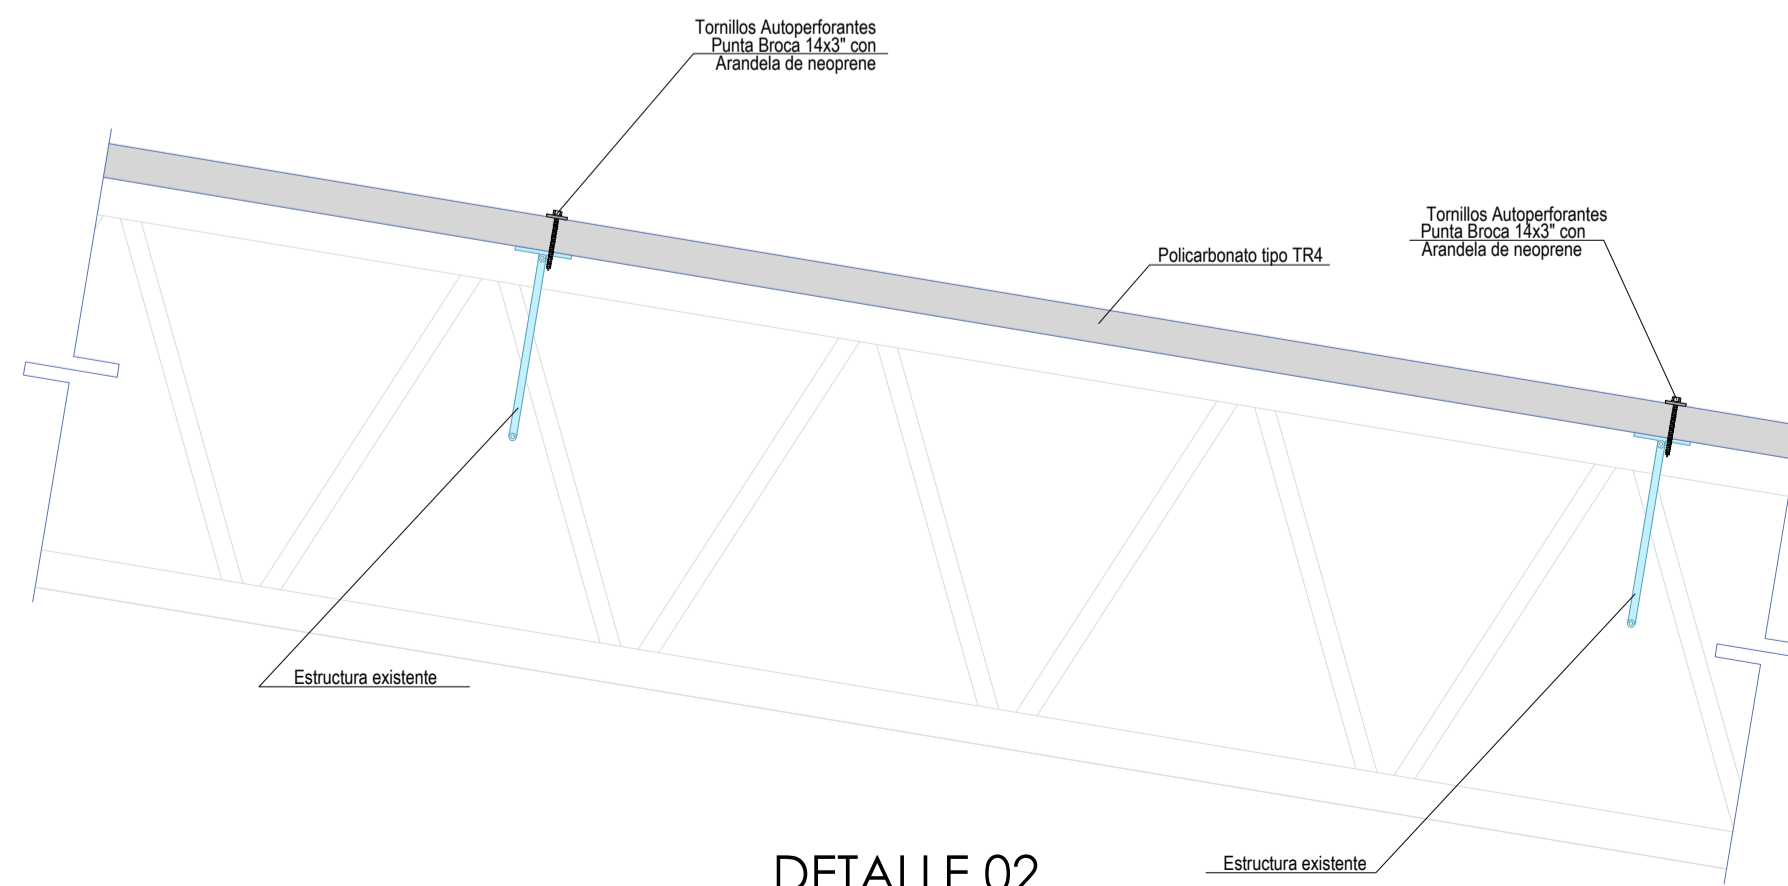 Tornillos Autoperforantes
Punta Broca 14x3" con
Arandela de neoprene
Tornillos Autoperforantes
Punta Broca 14x3" con
Arandela de neoprene
Policarbonato tipo TR4
Estructura existente
Estructura existente
DETALLE 02